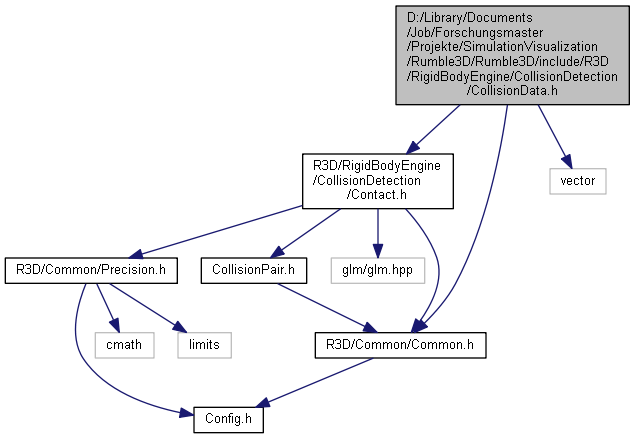 D:/Library/Documents
/Job/Forschungsmaster
/Projekte/SimulationVisualization
/Rumble3D/Rumble3D/include/R3D
/RigidBodyEngine/CollisionDetection
/CollisionData.h
R3D/RigidBodyEngine
/CollisionDetection
/Contact.h
vector
R3D/Common/Precision.h
CollisionPair.h
glm/glm.hpp
cmath
limits
R3D/Common/Common.h
Config.h